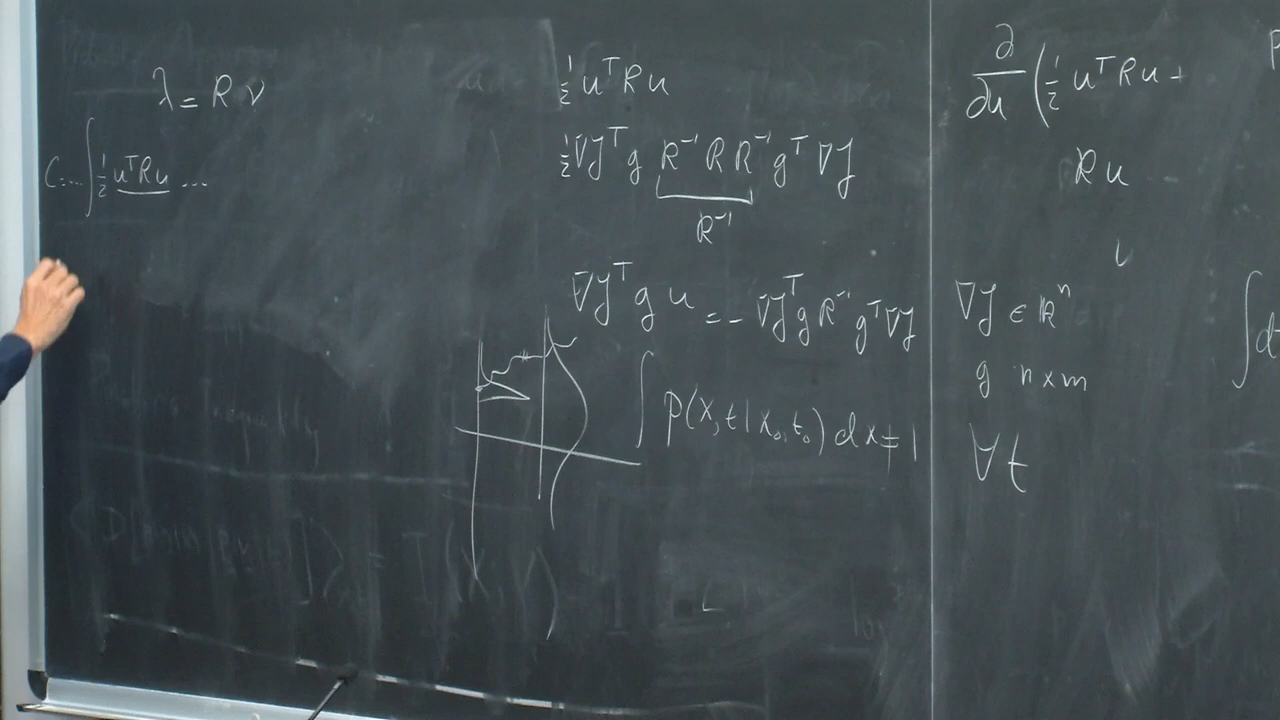 λ = R ν
C = ... ∫ ½ uᵀRu ...
½ uᵀRu
½ ∇Jᵀ g R⁻¹ R R⁻¹ gᵀ ∇J
R⁻¹
∇Jᵀ g u = - ∇Jᵀ g R⁻¹ gᵀ ∇J
∫ p(x,t|x₀,t₀) dx = 1
∂/∂u (½ uᵀRu +
Ru
∇J ∈ ℝⁿ
g n×m
∀t
∫d